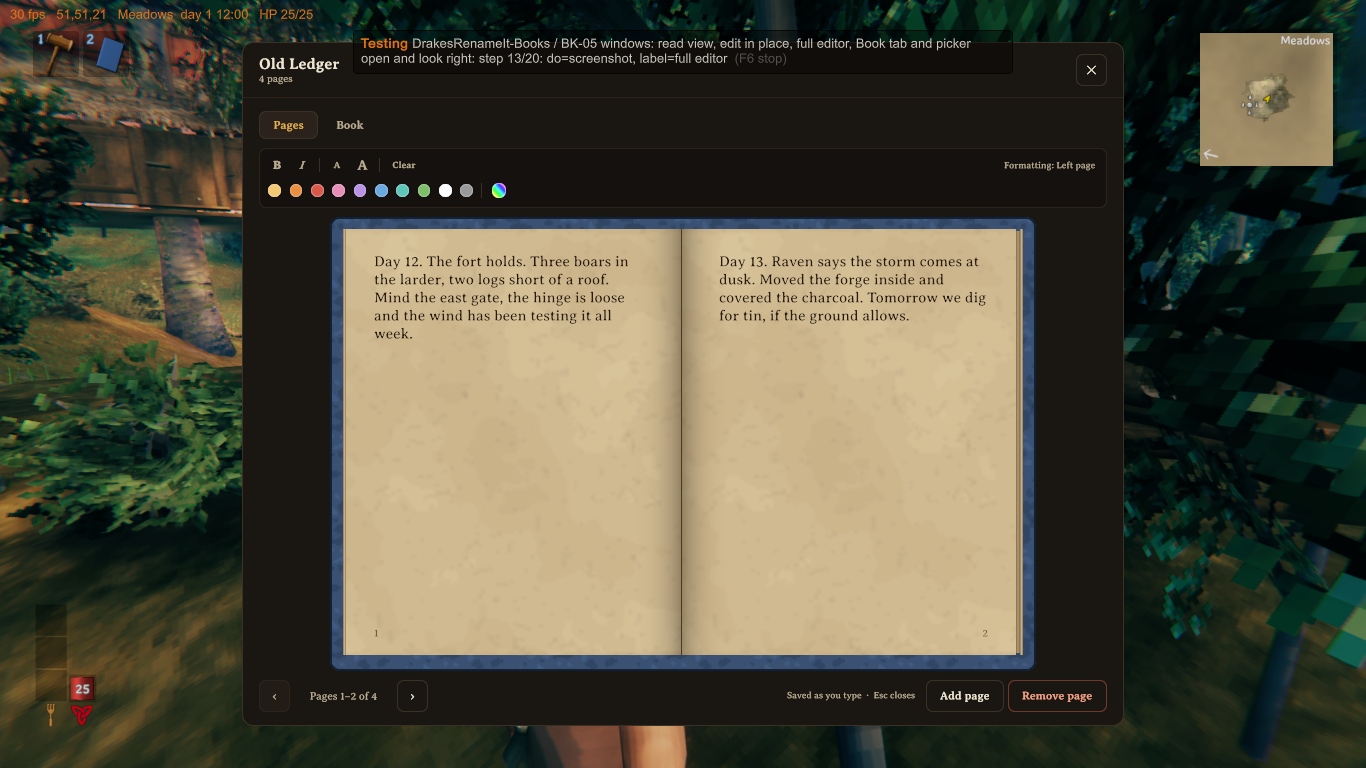 30 fps 51,51,21 Meadows day 1 12:00 HP 25/25
1 2
Testing DrakesRenameIt-Books / BK-05 windows: read view, edit in place, full editor, Book tab and picker
open and look right: step 13/20: do=screenshot, label=full editor (F6 stop)
Meadows
Old Ledger
4 pages
Pages Book
B I A A Clear Formatting: Left page
Day 12. The fort holds. Three boars in
the larder, two logs short of a roof.
Mind the east gate, the hinge is loose
and the wind has been testing it all
week.
1
Day 13. Raven says the storm comes at
dusk. Moved the forge inside and
covered the charcoal. Tomorrow we dig
for tin, if the ground allows.
2
25
Pages 1–2 of 4
Saved as you type · Esc closes
Add page
Remove page